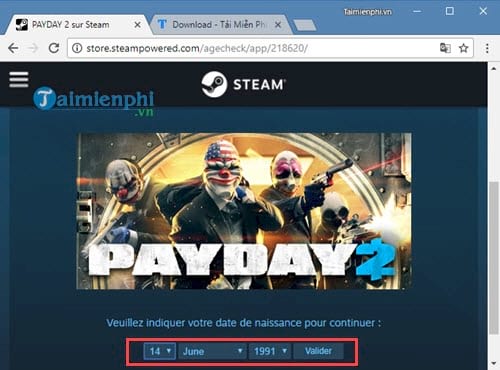 Taimienphi.vn
PAYDAY 2 sur Steam
Download - Tải Miễn Phí
store.steampowered.com/agecheck/app/218620/
STEAM®
Taimienphi
.vn
PAYDAY 2
Veuillez indiquer votre date de naissance pour continuer :
14 June 1991 Valider